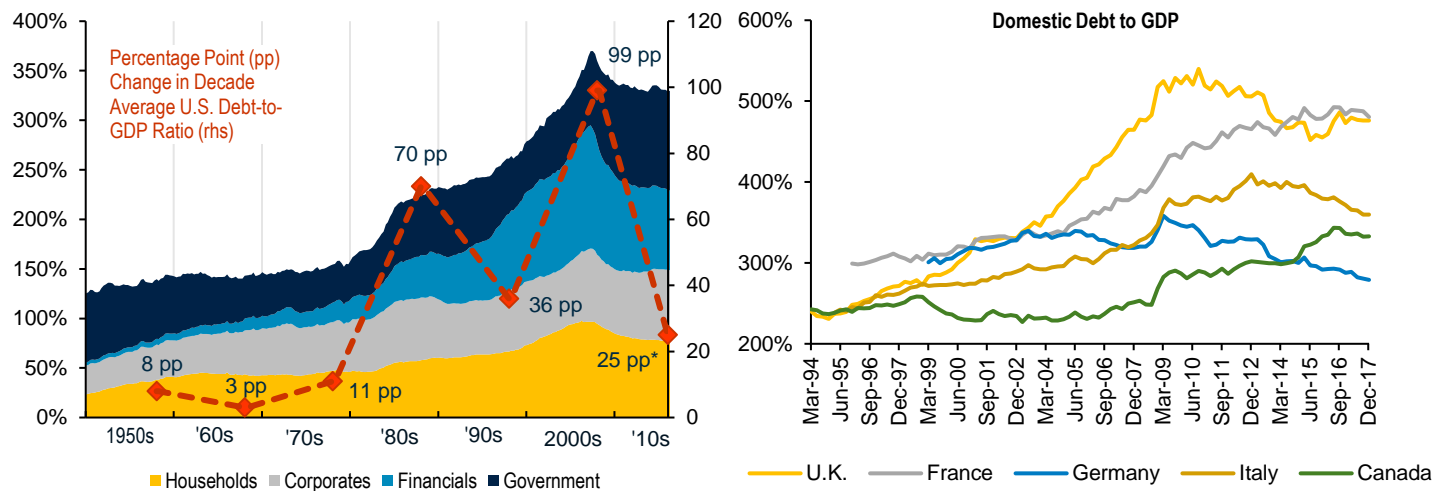 400%
350%
300%
250%
200%
150%
100%
50%
0%
Percentage Point (pp)
Change in Decade
Average U.S. Debt-to-
GDP Ratio (rhs)
8 pp
3 pp
11 pp
70 pp
36 pp
99 pp
25 pp*
120
100
80
60
40
20
0
1950s '60s '70s '80s '90s 2000s '10s
Households Corporates Financials Government
Domestic Debt to GDP
600%
500%
400%
300%
200%
Mar-94
Jun-95
Sep-96
Dec-97
Mar-99
Jun-00
Sep-01
Dec-02
Mar-04
Jun-05
Sep-06
Dec-07
Mar-09
Jun-10
Sep-11
Dec-12
Mar-14
Jun-15
Sep-16
Dec-17
U.K. France Germany Italy Canada